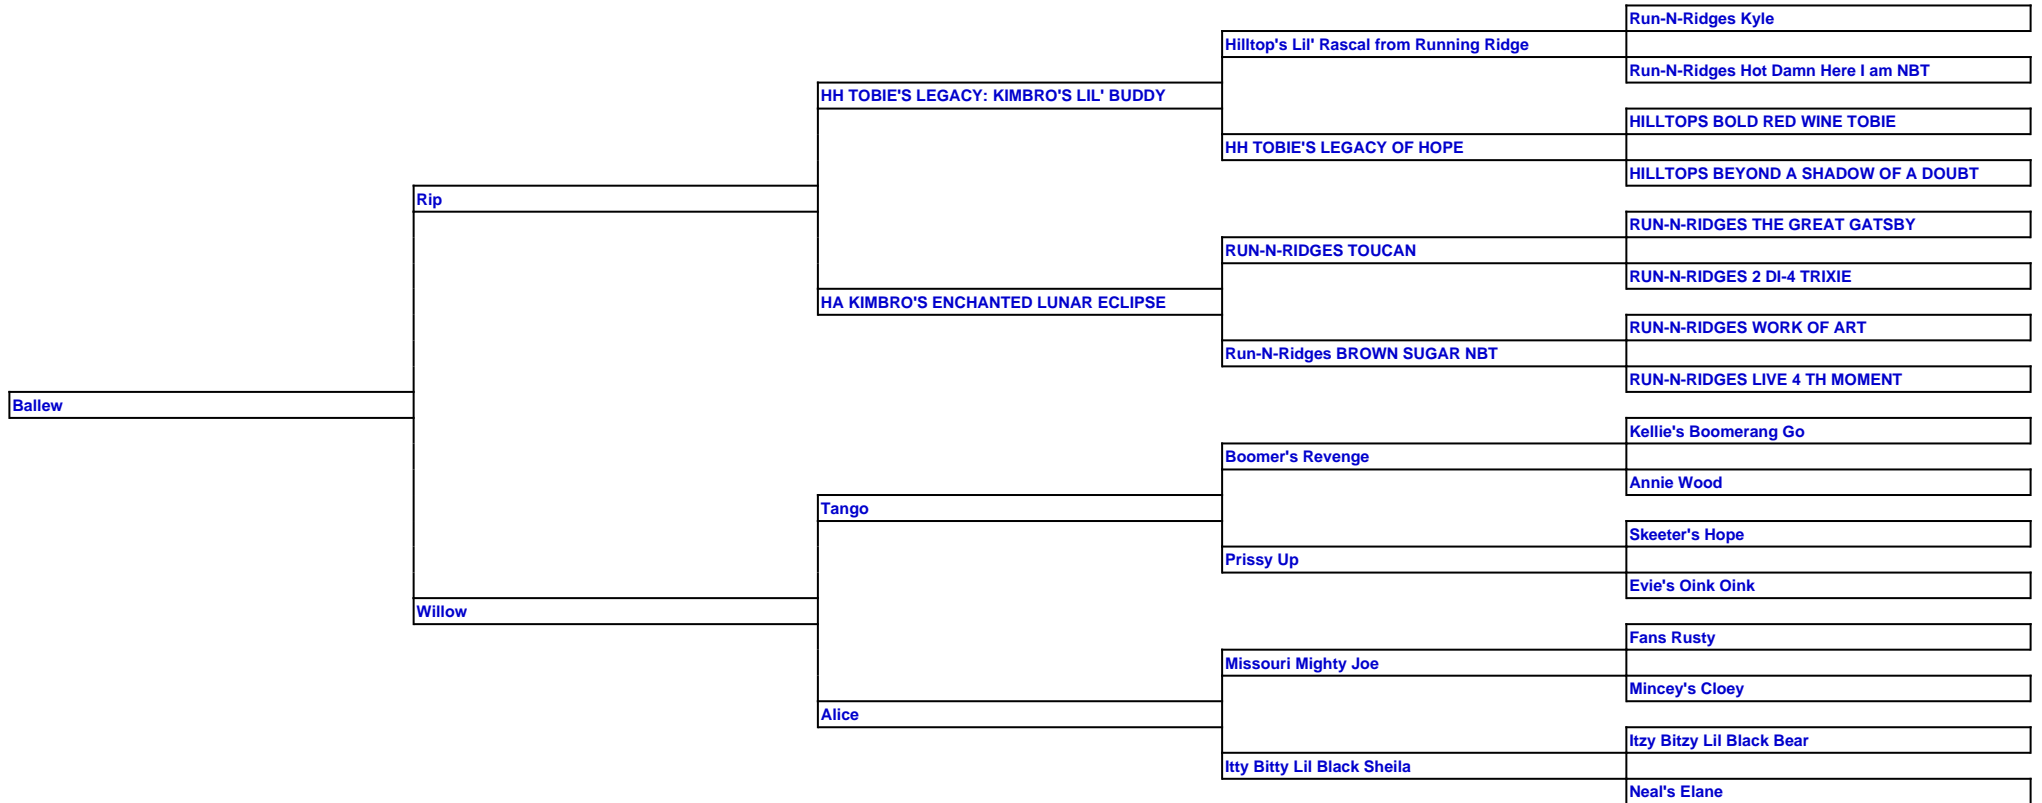 Run-N-Ridges Kyle
Hilltop's Lil' Rascal from Running Ridge
Run-N-Ridges Hot Damn Here I am NBT
HH TOBIE'S LEGACY: KIMBRO'S LIL' BUDDY
HILLTOPS BOLD RED WINE TOBIE
HH TOBIE'S LEGACY OF HOPE
HILLTOPS BEYOND A SHADOW OF A DOUBT
Rip
RUN-N-RIDGES THE GREAT GATSBY
RUN-N-RIDGES TOUCAN
RUN-N-RIDGES 2 DI-4 TRIXIE
HA KIMBRO'S ENCHANTED LUNAR ECLIPSE
RUN-N-RIDGES WORK OF ART
Run-N-Ridges BROWN SUGAR NBT
RUN-N-RIDGES LIVE 4 TH MOMENT
Ballew
Kellie's Boomerang Go
Boomer's Revenge
Annie Wood
Tango
Skeeter's Hope
Prissy Up
Evie's Oink Oink
Willow
Fans Rusty
Missouri Mighty Joe
Mincey's Cloey
Alice
Itzy Bitzy Lil Black Bear
Itty Bitty Lil Black Sheila
Neal's Elane